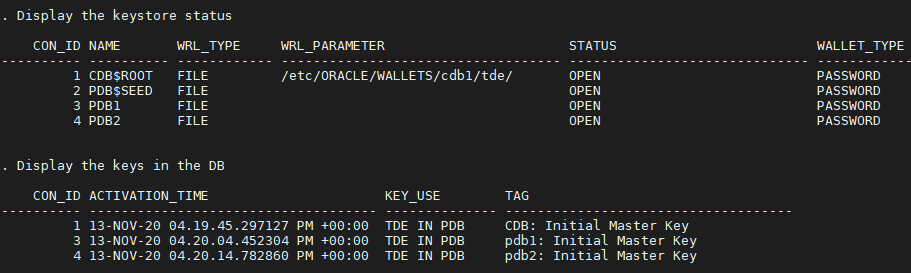 . Display the keystore status
    CON_ID NAME     WRL_TYPE     WRL_PARAMETER                       STATUS                         WALLET_TYPE
---------- -------- ------------ ----------------------------------- ------------------------------ -----------
         1 CDB$ROOT FILE         /etc/ORACLE/WALLETS/cdb1/tde/       OPEN                           PASSWORD
         2 PDB$SEED FILE                                             OPEN                           PASSWORD
         3 PDB1     FILE                                             OPEN                           PASSWORD
         4 PDB2     FILE                                             OPEN                           PASSWORD
. Display the keys in the DB
    CON_ID ACTIVATION_TIME                      KEY_USE        TAG
---------- ----------------------------------- -------------- ------------------------------------
         1 13-NOV-20 04.19.45.297127 PM +00:00  TDE IN PDB     CDB: Initial Master Key
         3 13-NOV-20 04.20.04.452304 PM +00:00  TDE IN PDB     pdb1: Initial Master Key
         4 13-NOV-20 04.20.14.782860 PM +00:00  TDE IN PDB     pdb2: Initial Master Key